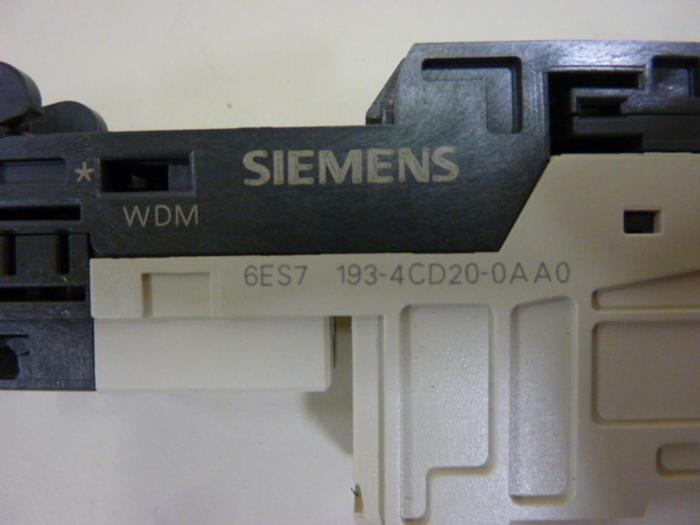 SIEMENS
* WDM
6ES7 193-4CD20-0AA0